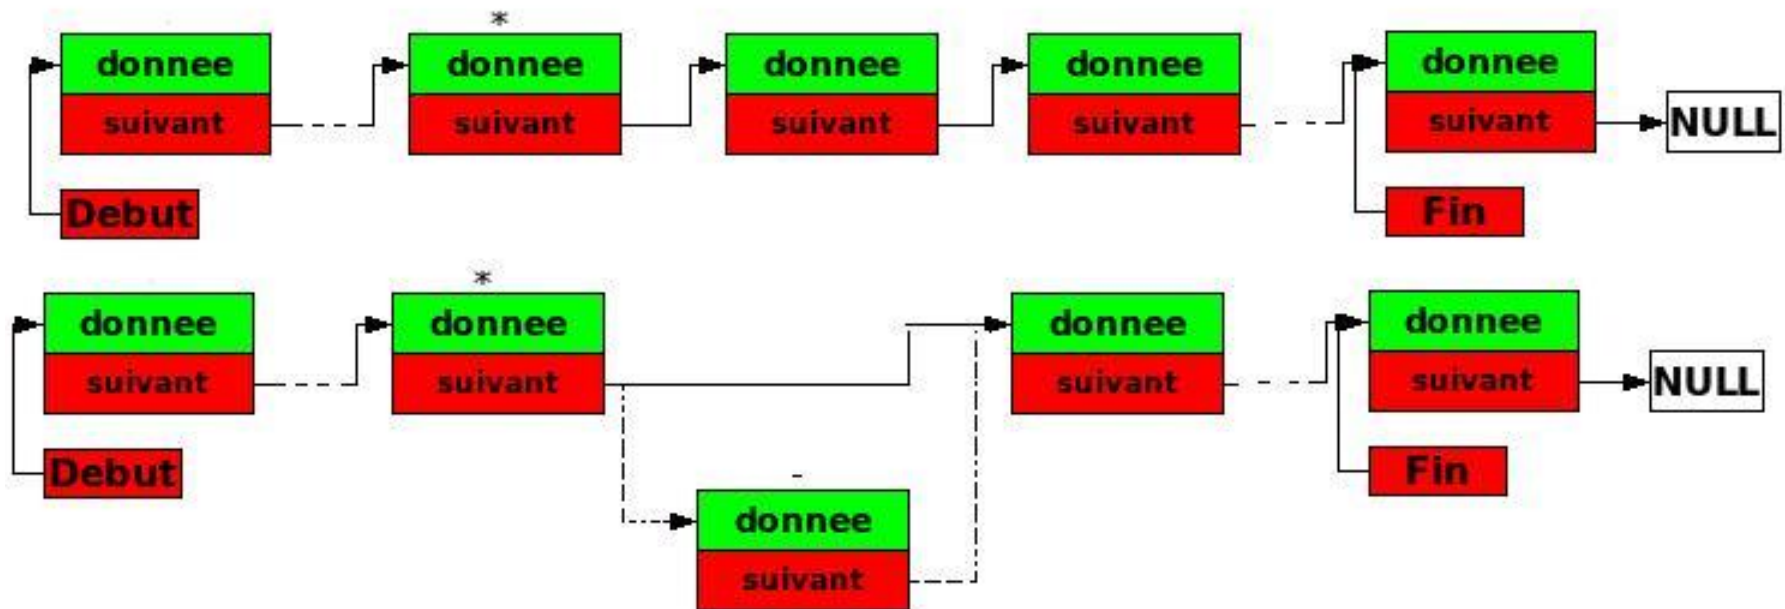 *
donnee donnee donnee donnee donnee
suivant suivant suivant suivant suivant NULL
Debut Fin
*
donnee donnee donnee donnee
suivant suivant suivant suivant NULL
Debut Fin
-
donnee
suivant